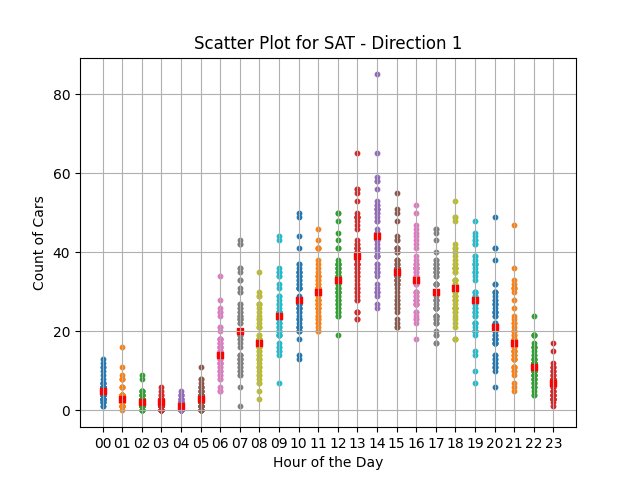 Scatter Plot for SAT - Direction 1
80
60
40
20
0
Count of Cars
00 01 02 03 04 05 06 07 08 09 10 11 12 13 14 15 16 17 18 19 20 21 22 23
Hour of the Day